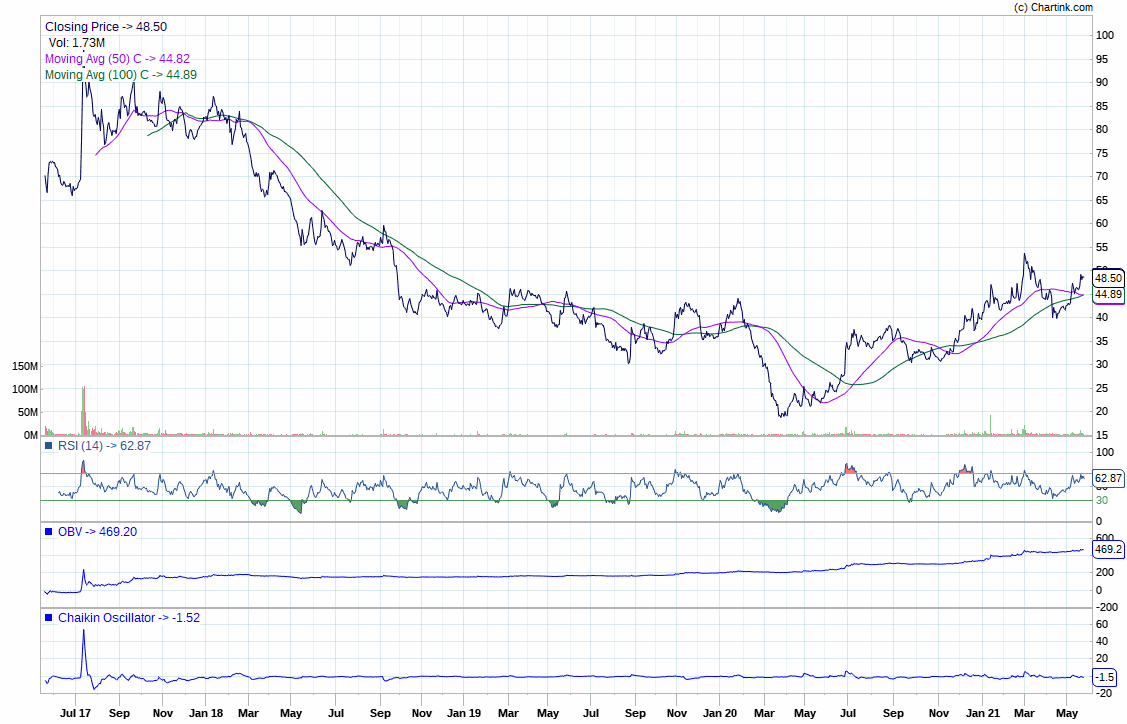 (c) Chartink.com
Closing Price -> 48.50
Vol: 1.73M
Moving Avg (50) C -> 44.82
Moving Avg (100) C -> 44.89
100
95
90
85
80
75
70
65
60
55
48.50
44.89
40
35
30
25
20
15
150M
100M
50M
0M
RSI (14) -> 62.87
100
62.87
30
0
OBV -> 469.20
600
469.2
200
0
-200
Chaikin Oscillator -> -1.52
60
40
20
-1.5
-20
Jul 17 Sep Nov Jan 18 Mar May Jul Sep Nov Jan 19 Mar May Jul Sep Nov Jan 20 Mar May Jul Sep Nov Jan 21 Mar May